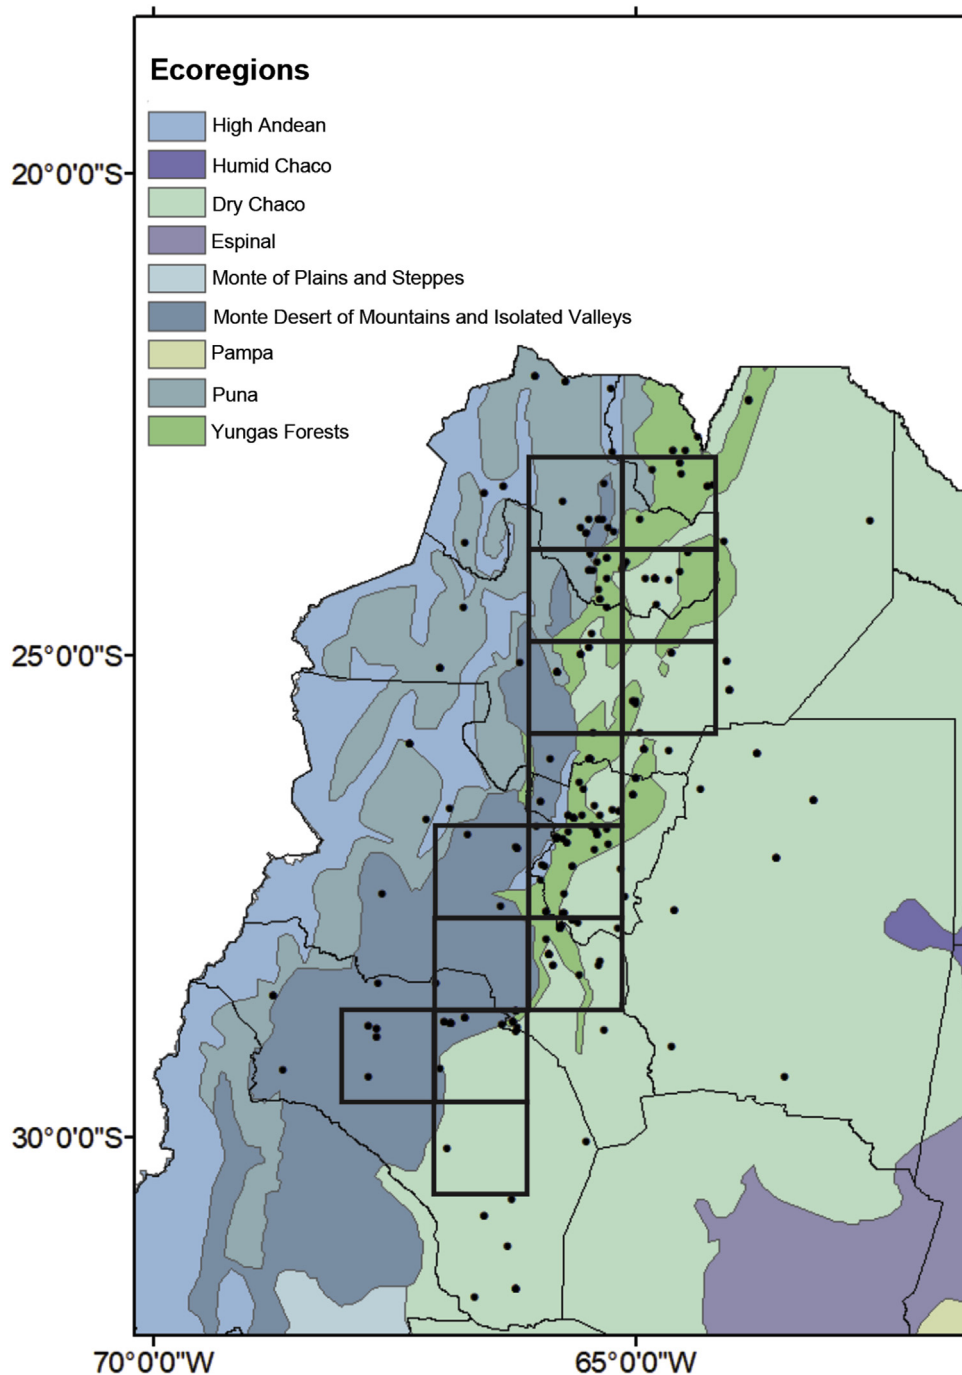 Ecoregions
High Andean
Humid Chaco
Dry Chaco
Espinal
Monte of Plains and Steppes
Monte Desert of Mountains and Isolated Valleys
Pampa
Puna
Yungas Forests
20°0'0"S
25°0'0"S
30°0'0"S
70°0'0"W
65°0'0"W